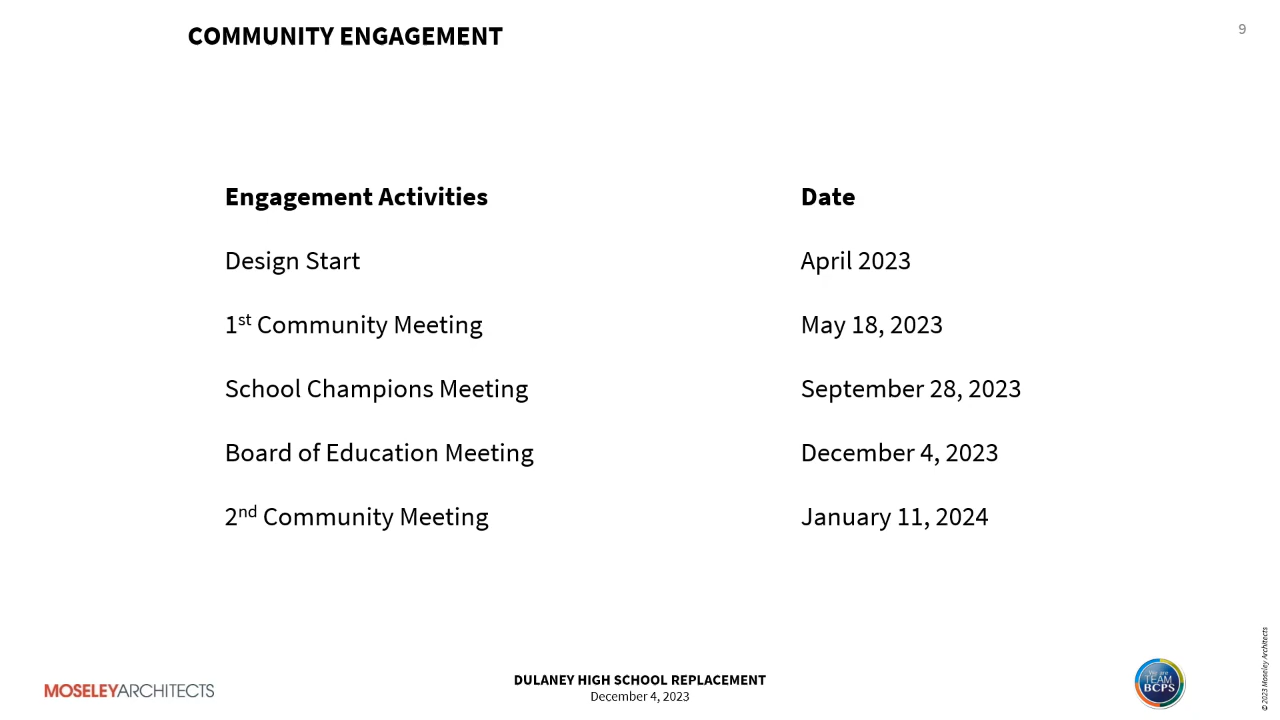 COMMUNITY ENGAGEMENT
9
Engagement Activities Date
Design Start April 2023
1st Community Meeting May 18, 2023
School Champions Meeting September 28, 2023
Board of Education Meeting December 4, 2023
2nd Community Meeting January 11, 2024
MOSELEYARCHITECTS
DULANEY HIGH SCHOOL REPLACEMENT
December 4, 2023
We are
TEAM
BCPS
© 2023 Moseley Architects